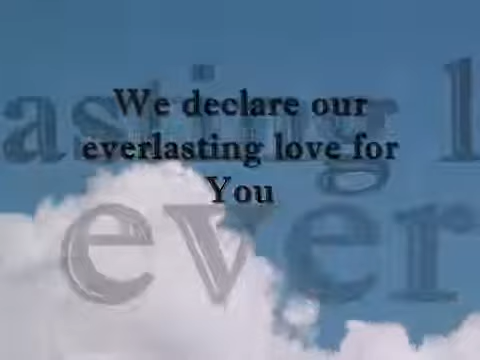 We declare our
everlasting love for
You
asting l
ever